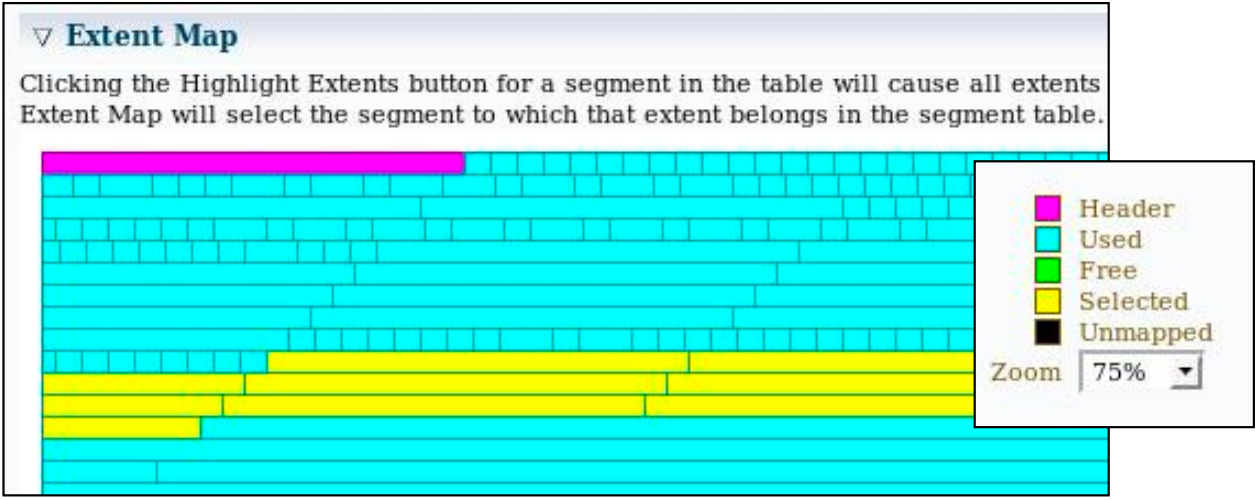 ▽ Extent Map
Clicking the Highlight Extents button for a segment in the table will cause all extents
Extent Map will select the segment to which that extent belongs in the segment table.
Header
Used
Free
Selected
Unmapped
Zoom 75%